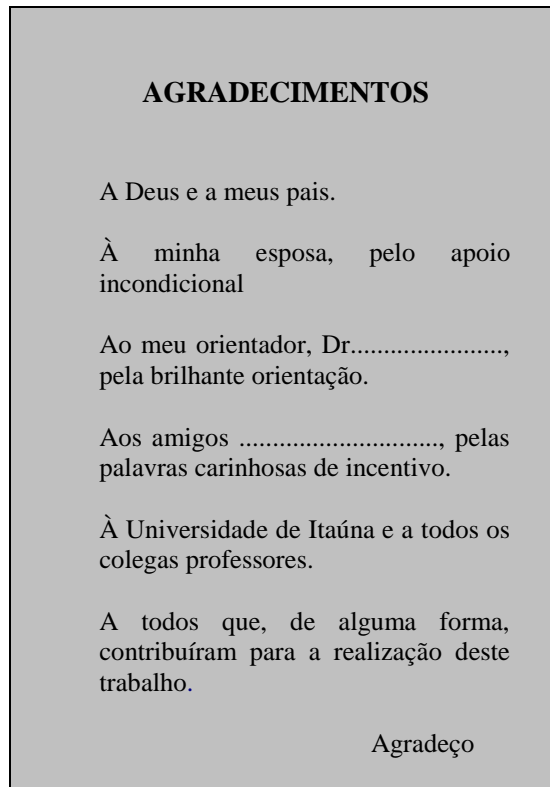 AGRADECIMENTOS
A Deus e a meus pais.
À minha esposa, pelo apoio
incondicional
Ao meu orientador, Dr.......................,
pela brilhante orientação.
Aos amigos .............................., pelas
palavras carinhosas de incentivo.
À Universidade de Itaúna e a todos os
colegas professores.
A todos que, de alguma forma,
contribuíram para a realização deste
trabalho.
Agradeço